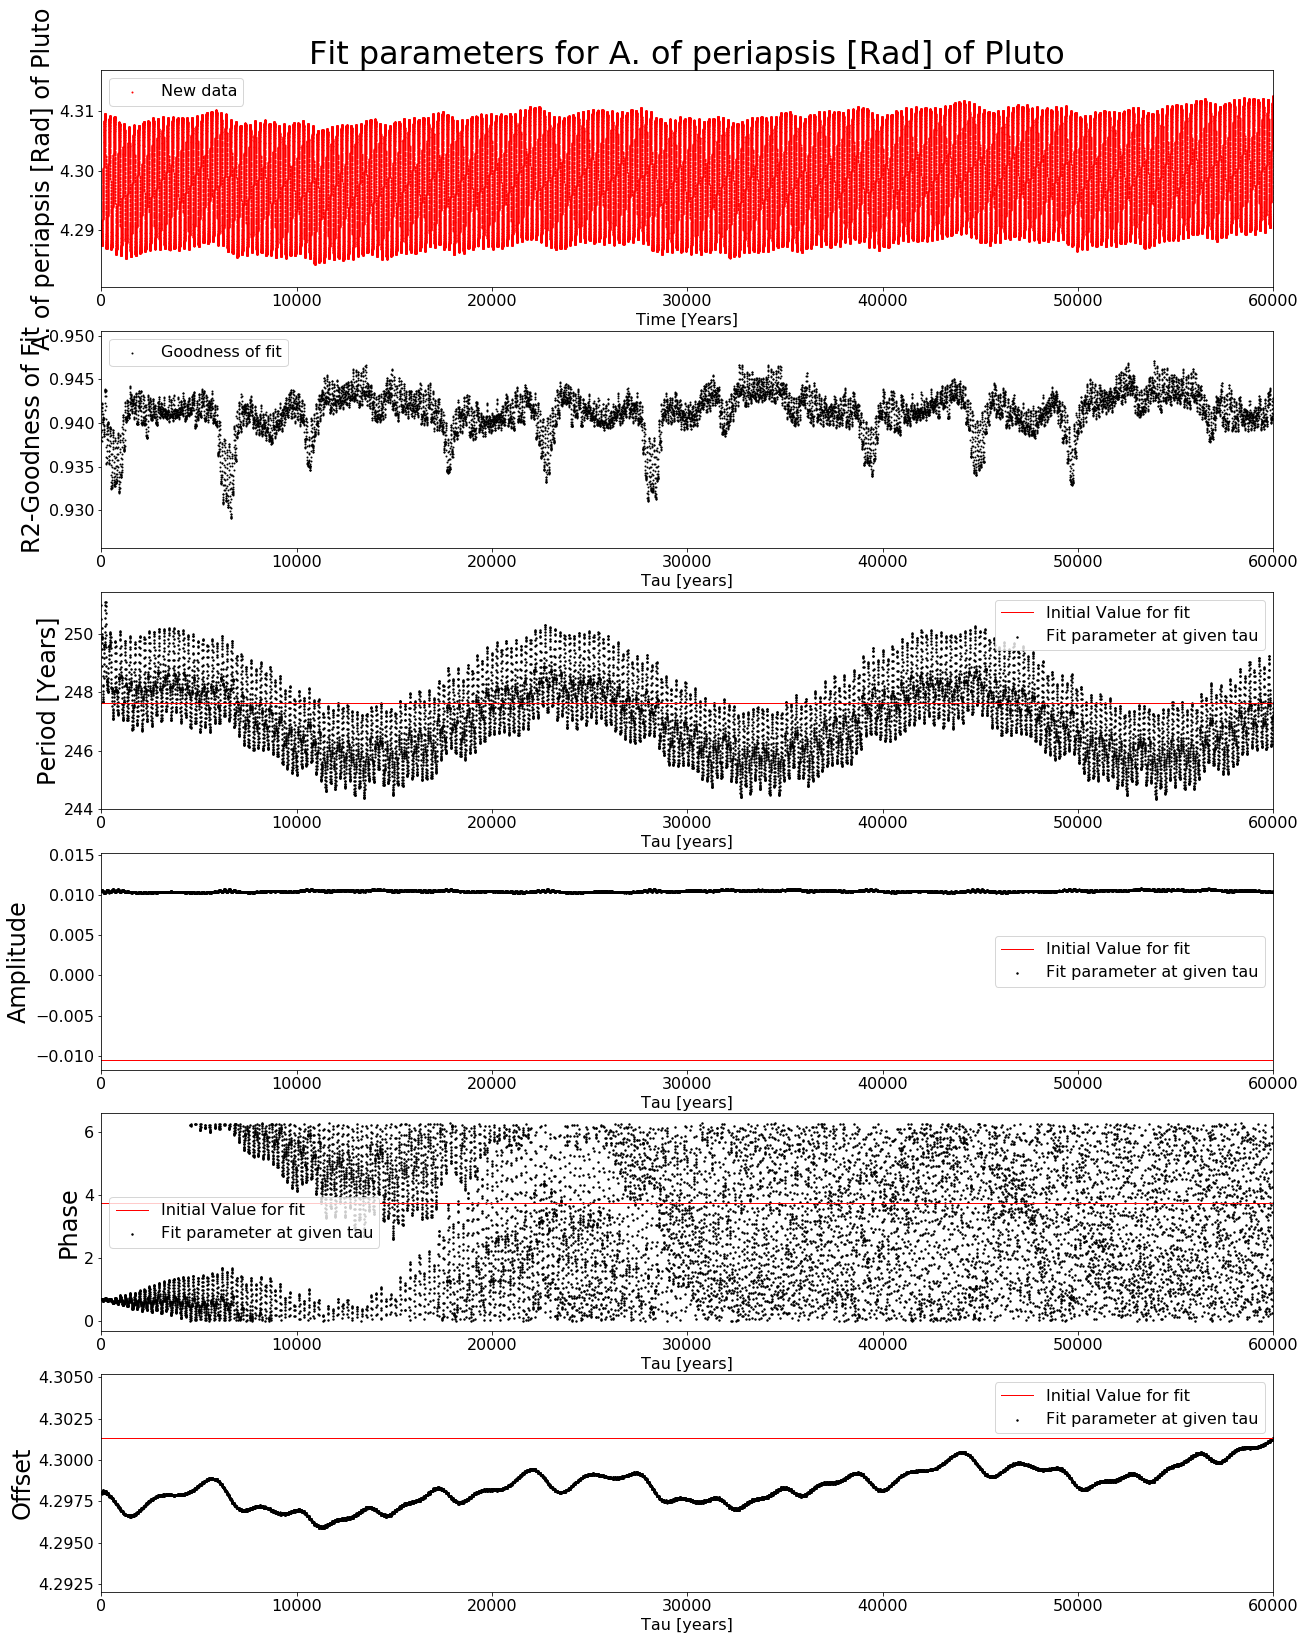 Fit parameters for A. of periapsis [Rad] of Pluto
A. of periapsis [Rad] of Pluto
4.31
4.30
4.29
New data
0 10000 20000 30000 40000 50000 60000
Time [Years]
R2-Goodness of Fit
0.950
0.945
0.940
0.935
0.930
Goodness of fit
0 10000 20000 30000 40000 50000 60000
Tau [years]
Period [Years]
250
248
246
244
Initial Value for fit
Fit parameter at given tau
0 10000 20000 30000 40000 50000 60000
Tau [years]
Amplitude
0.015
0.010
0.005
0.000
−0.005
−0.010
Initial Value for fit
Fit parameter at given tau
0 10000 20000 30000 40000 50000 60000
Tau [years]
Phase
6
4
2
0
Initial Value for fit
Fit parameter at given tau
0 10000 20000 30000 40000 50000 60000
Tau [years]
Offset
4.3050
4.3025
4.3000
4.2975
4.2950
4.2925
Initial Value for fit
Fit parameter at given tau
0 10000 20000 30000 40000 50000 60000
Tau [years]